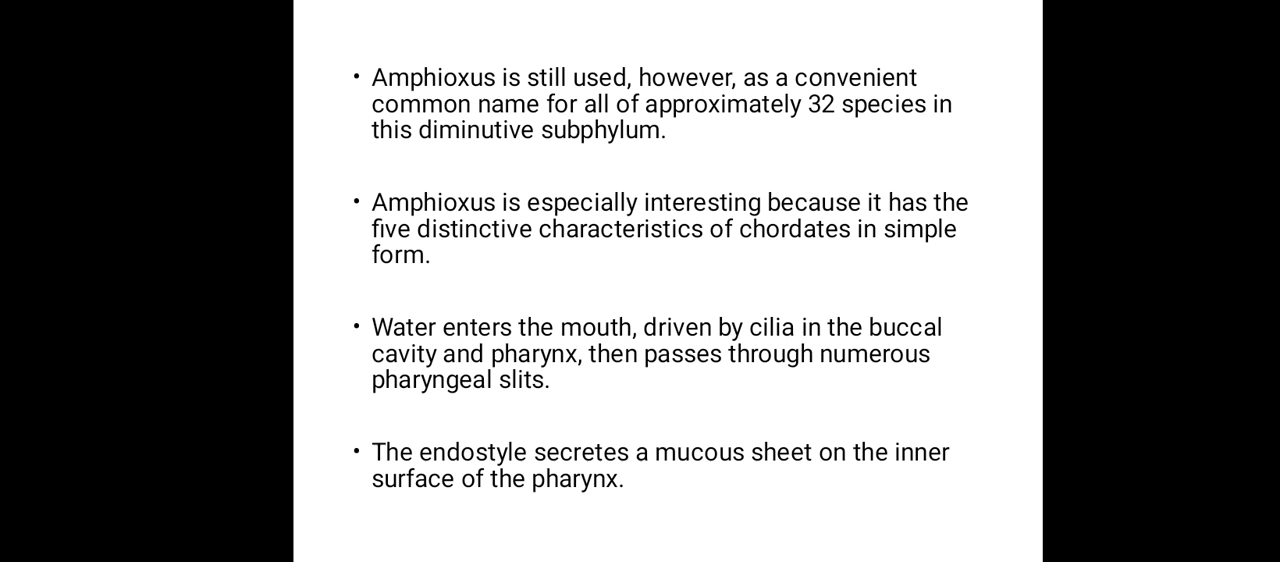 • Amphioxus is still used, however, as a convenient
common name for all of approximately 32 species in
this diminutive subphylum.
• Amphioxus is especially interesting because it has the
five distinctive characteristics of chordates in simple
form.
• Water enters the mouth, driven by cilia in the buccal
cavity and pharynx, then passes through numerous
pharyngeal slits.
• The endostyle secretes a mucous sheet on the inner
surface of the pharynx.